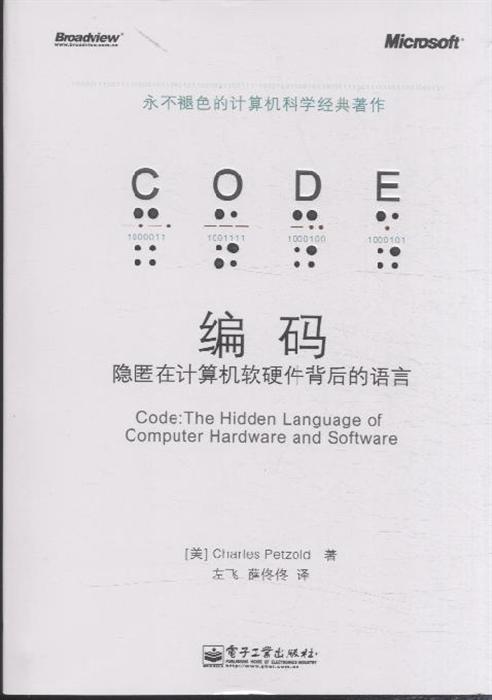 Broadview®
www.broadview.com.cn
Microsoft®
永不褪色的计算机科学经典著作
C O D E
1000011 1001111 1000100 1000101
编 码
隐匿在计算机软硬件背后的语言
Code:The Hidden Language of
Computer Hardware and Software
[美] Charles Petzold 著
左飞 薛佟佟 译
电子工业出版社·
PUBLISHING HOUSE OF ELECTRONICS INDUSTRY
http://www.phei.com.cn